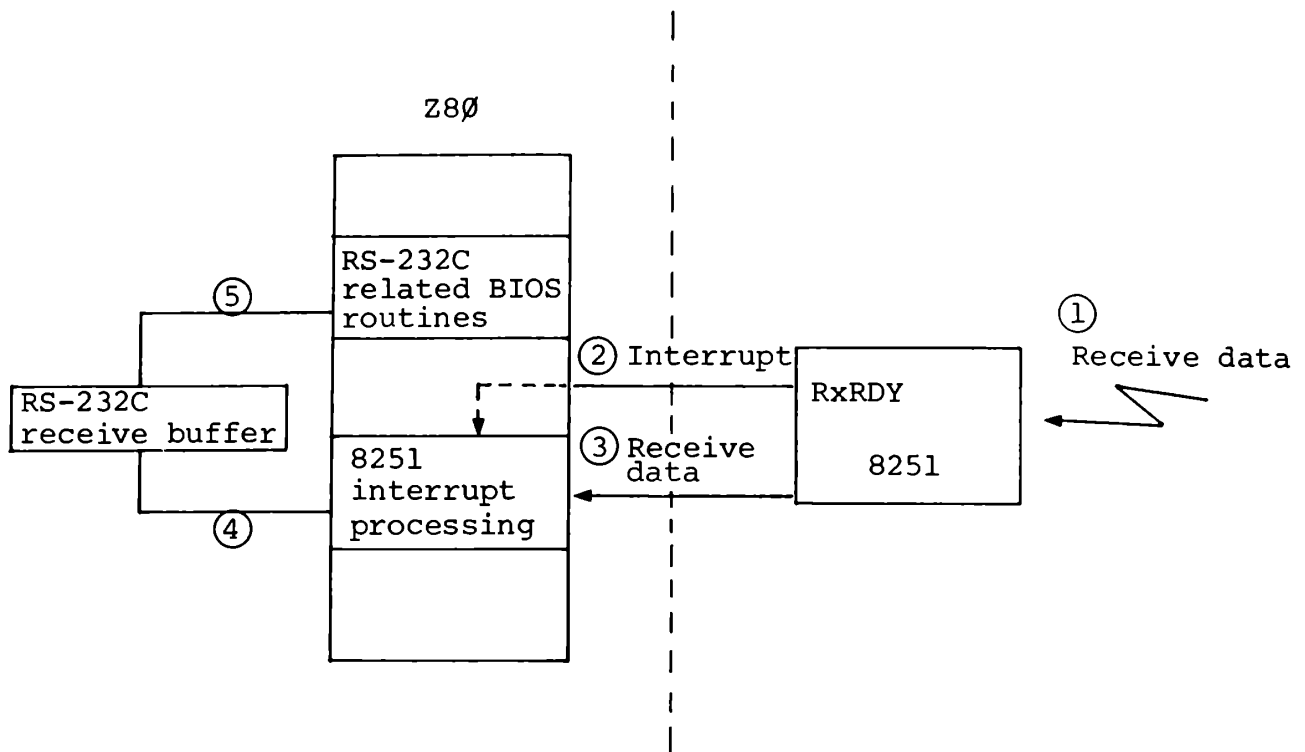 Z8Ø
RS-232C
related BIOS
routines
⑤
①
Receive data
② Interrupt
RS-232C
receive buffer
RxRDY
8251
③ Receive
data
8251
interrupt
processing
④